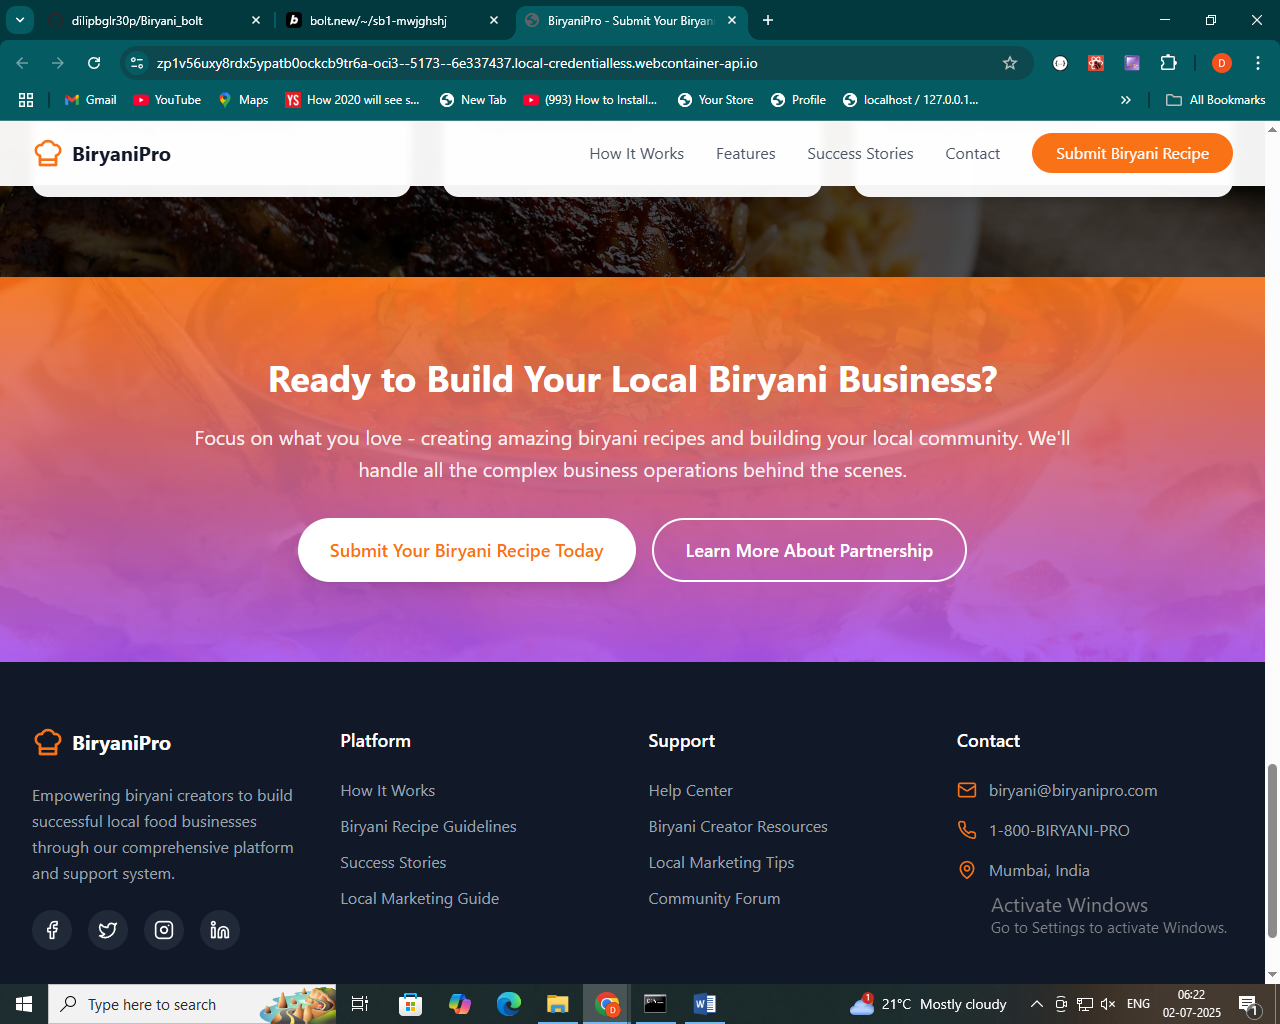 dilipbglr30p/Biryani_bolt
bolt.new/~/sb1-mwjghshj
BiryaniPro - Submit Your Biryan
zp1v56uxy8rdx5ypatb0ockcb9tr6a-oci3--5173--6e337437.local-credentialless.webcontainer-api.io
D
Gmail
YouTube
Maps
YS
How 2020 will see s...
New Tab
(993) How to Install...
Your Store
Profile
localhost / 127.0.0.1...
All Bookmarks
BiryaniPro
How It Works
Features
Success Stories
Contact
Submit Biryani Recipe
Ready to Build Your Local Biryani Business?
Focus on what you love - creating amazing biryani recipes and building your local community. We'll
handle all the complex business operations behind the scenes.
Submit Your Biryani Recipe Today
Learn More About Partnership
BiryaniPro
Empowering biryani creators to build
successful local food businesses
through our comprehensive platform
and support system.
Platform
How It Works
Biryani Recipe Guidelines
Success Stories
Local Marketing Guide
Support
Help Center
Biryani Creator Resources
Local Marketing Tips
Community Forum
Contact
biryani@biryanipro.com
1-800-BIRYANI-PRO
Mumbai, India
Activate Windows
Go to Settings to activate Windows.
Type here to search
1
21°C Mostly cloudy
ENG
06:22
02-07-2025
1